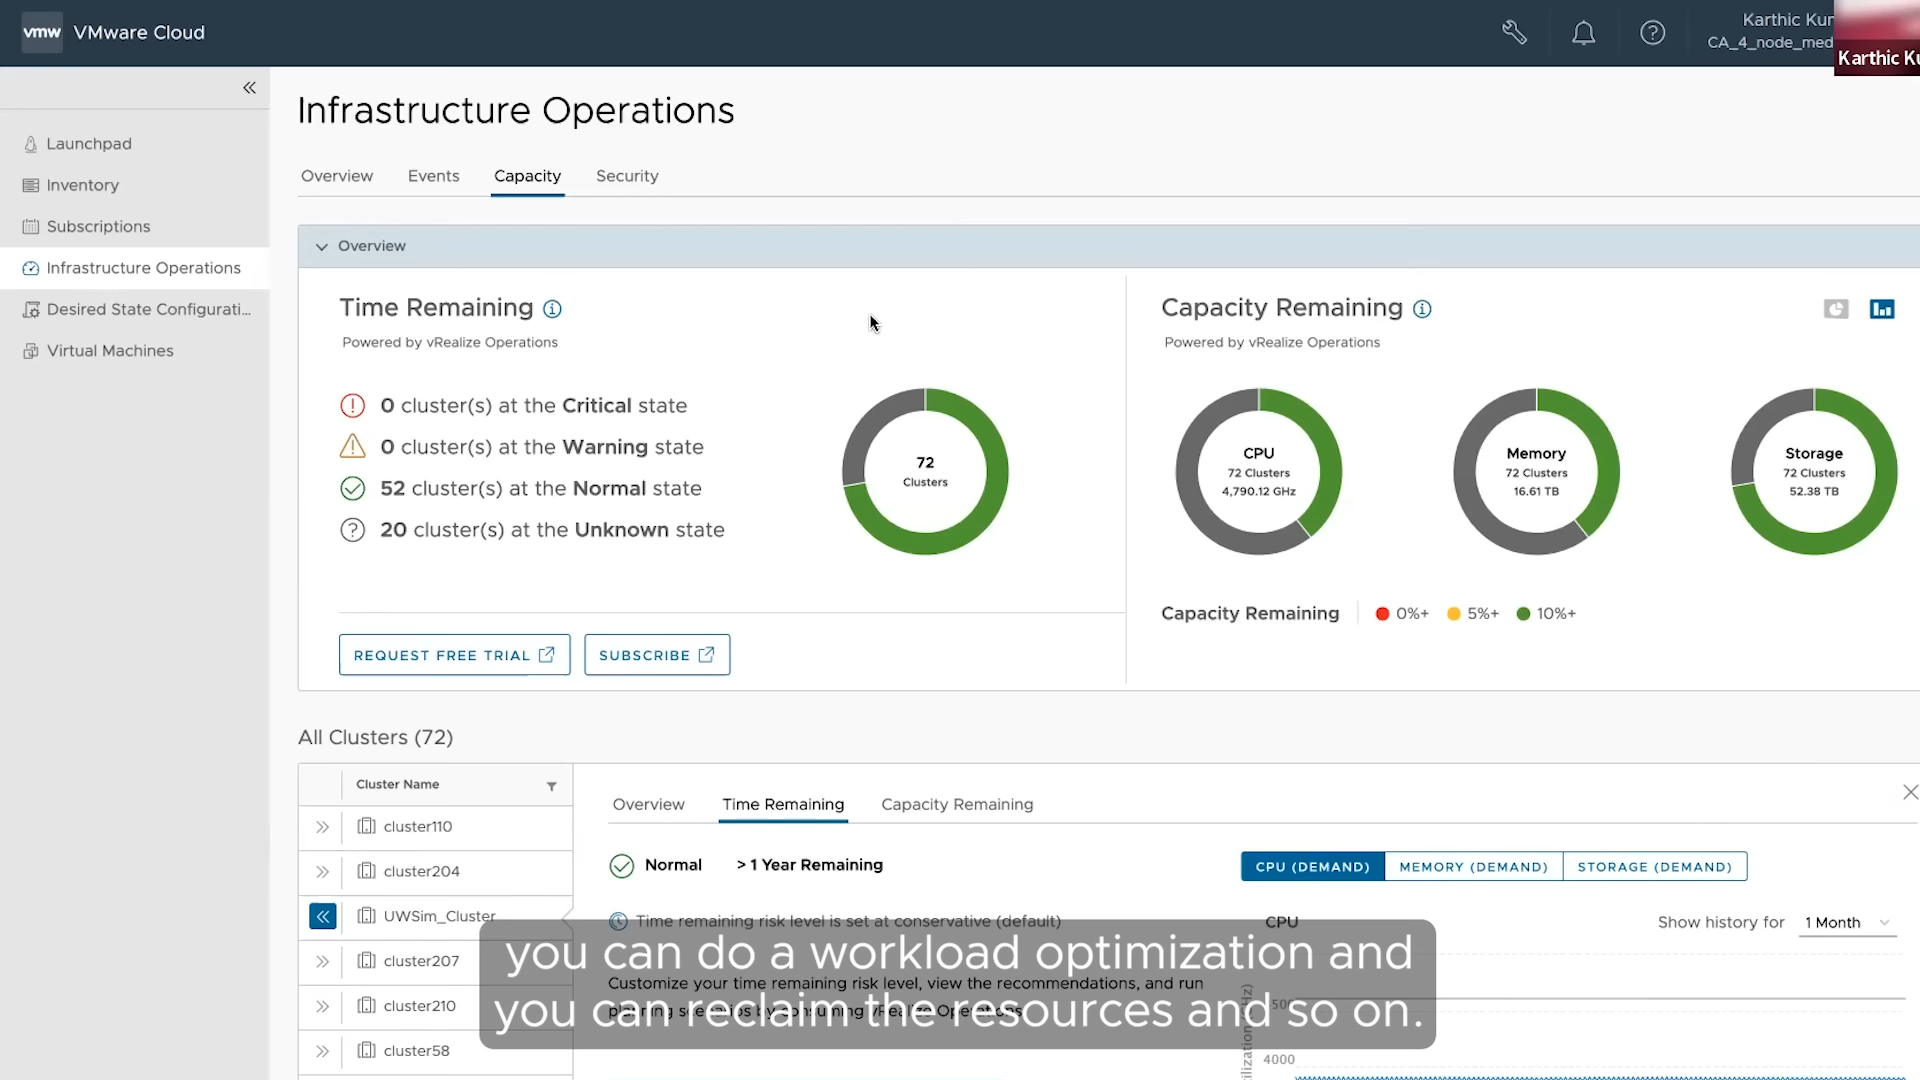 vmw VMware Cloud
Karthic Kur
CA_4_node_med
Karthic Ku
Launchpad
Inventory
Subscriptions
Infrastructure Operations
Desired State Configurati...
Virtual Machines
Infrastructure Operations
Overview Events Capacity Security
Overview
Time Remaining
Powered by vRealize Operations
0 cluster(s) at the Critical state
0 cluster(s) at the Warning state
52 cluster(s) at the Normal state
20 cluster(s) at the Unknown state
72
Clusters
REQUEST FREE TRIAL
SUBSCRIBE
Capacity Remaining
Powered by vRealize Operations
CPU
72 Clusters
4,790.12 GHz
Memory
72 Clusters
16.61 TB
Storage
72 Clusters
52.38 TB
Capacity Remaining 0%+ 5%+ 10%+
All Clusters (72)
Cluster Name
cluster110
cluster204
UWSim_Cluster
cluster207
cluster210
cluster58
Overview Time Remaining Capacity Remaining
Normal > 1 Year Remaining
CPU (DEMAND) MEMORY (DEMAND) STORAGE (DEMAND)
Time remaining risk level is set at conservative (default)
CPU
Show history for 1 Month
Customize your time remaining risk level, view the recommendations, and run
planning scenarios by consuming vRealize Operations
4000
you can do a workload optimization and
you can reclaim the resources and so on.